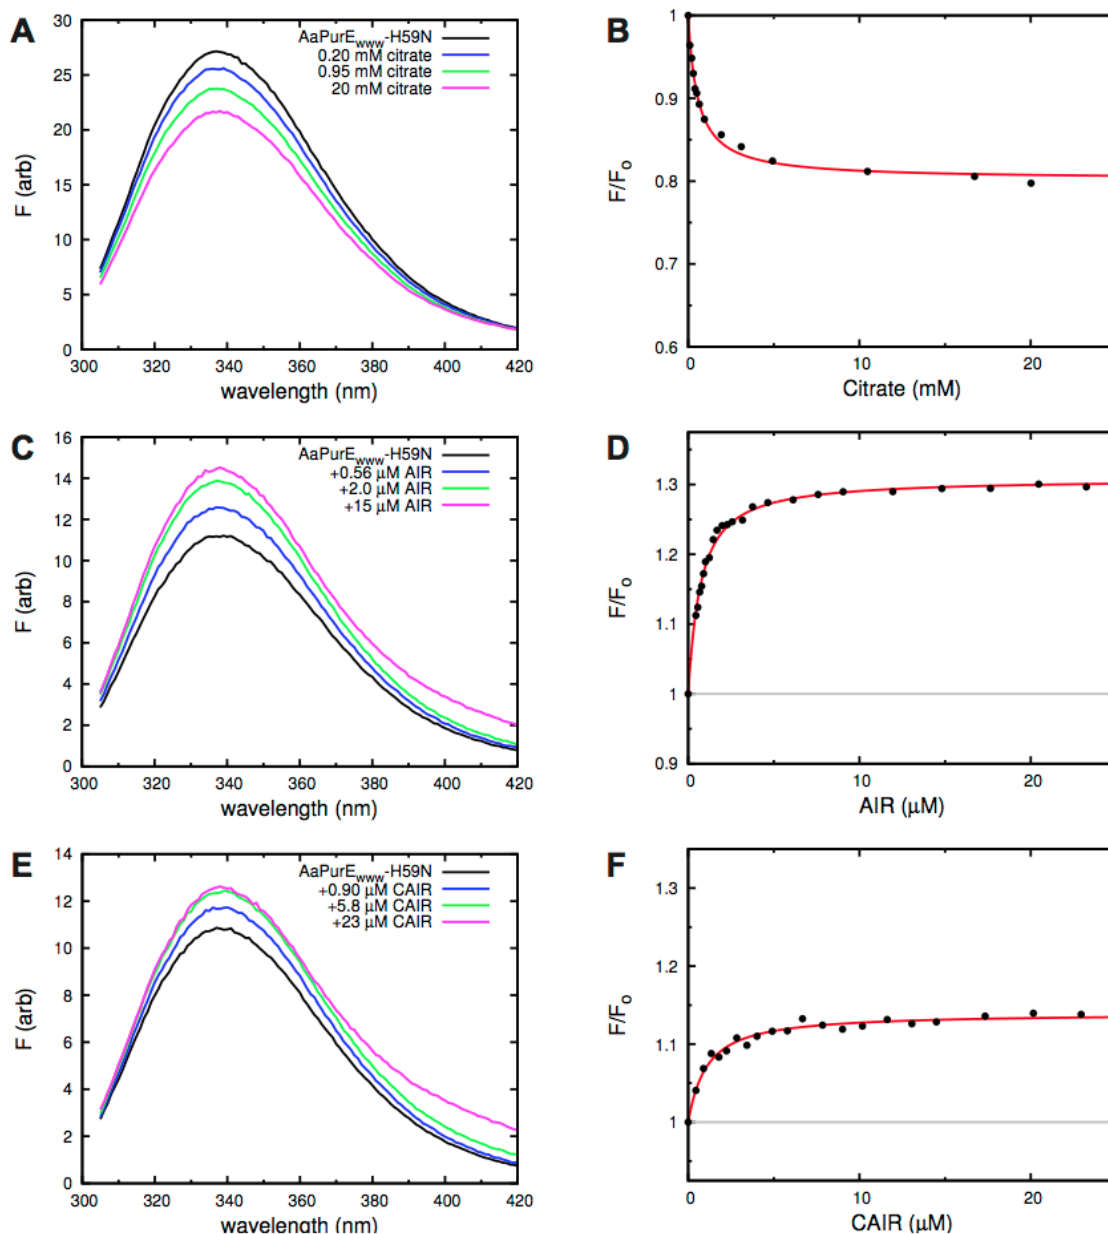 A
30
25
20
15
10
5
0
F (arb)
AaPurEwww-H59N
0.20 mM citrate
0.95 mM citrate
20 mM citrate
300 320 340 360 380 400 420
wavelength (nm)
B
1
0.9
0.8
0.7
0.6
F/Fo
0 10 20
Citrate (mM)
C
16
14
12
10
8
6
4
2
0
F (arb)
AaPurEwww-H59N
+0.56 μM AIR
+2.0 μM AIR
+15 μM AIR
300 320 340 360 380 400 420
wavelength (nm)
D
1.3
1.2
1.1
1
0.9
F/Fo
0 10 20
AIR (μM)
E
14
12
10
8
6
4
2
0
F (arb)
AaPurEwww-H59N
+0.90 μM CAIR
+5.8 μM CAIR
+23 μM CAIR
300 320 340 360 380 400 420
wavelength (nm)
F
1.3
1.2
1.1
1
F/Fo
0 10 20
CAIR (μM)